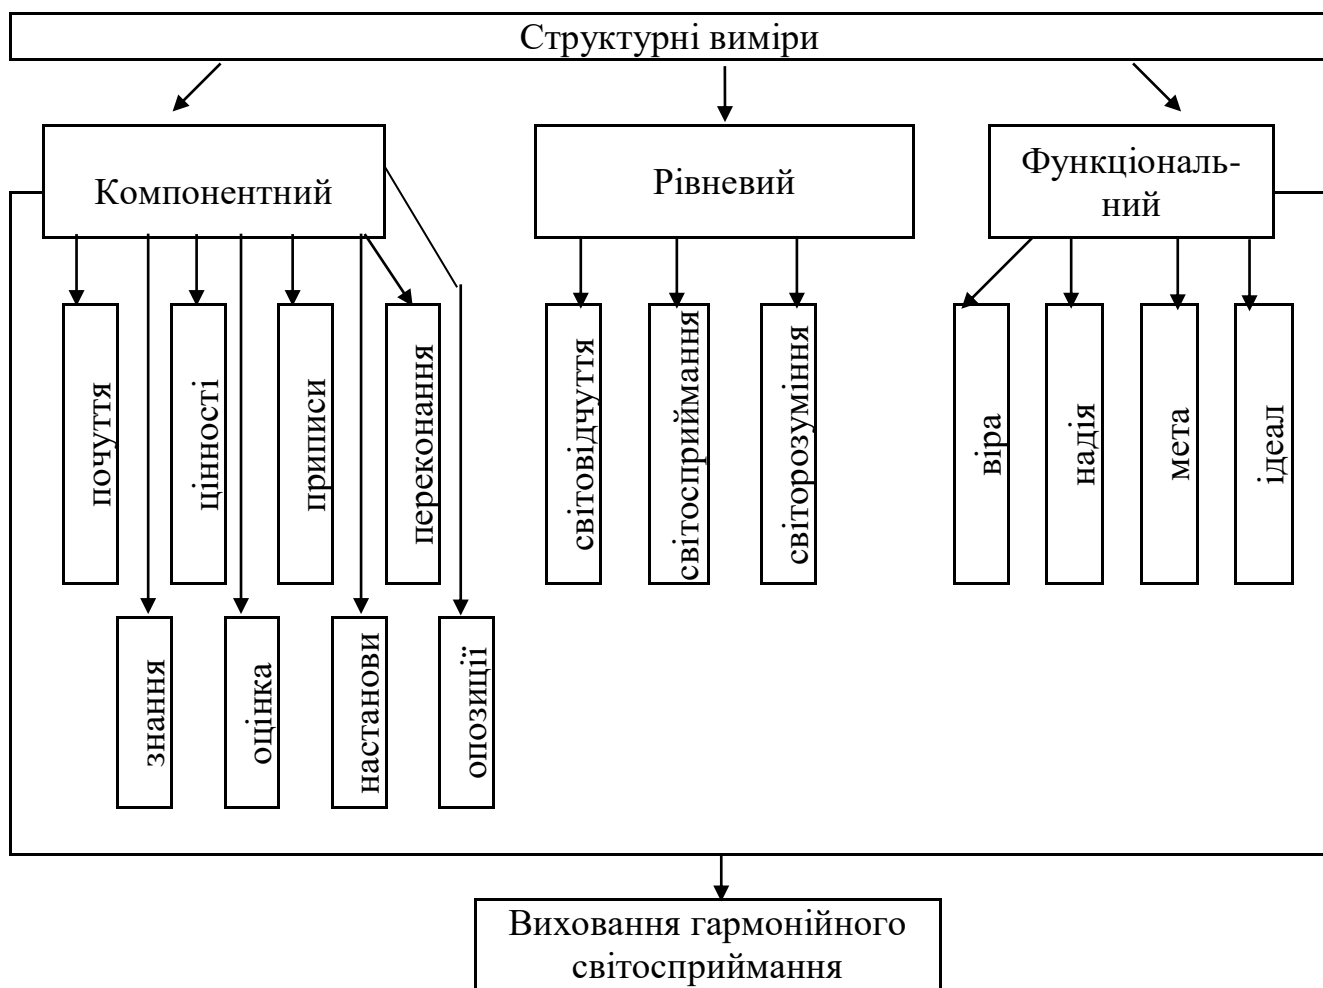 Структурні виміри
Компонентний
Рівневий
Функціональ-
ний
почуття
цінності
приписи
переконання
світовідчуття
світосприймання
світорозуміння
віра
надія
мета
ідеал
знання
оцінка
настанови
опозиції
Виховання гармонійного
світосприймання